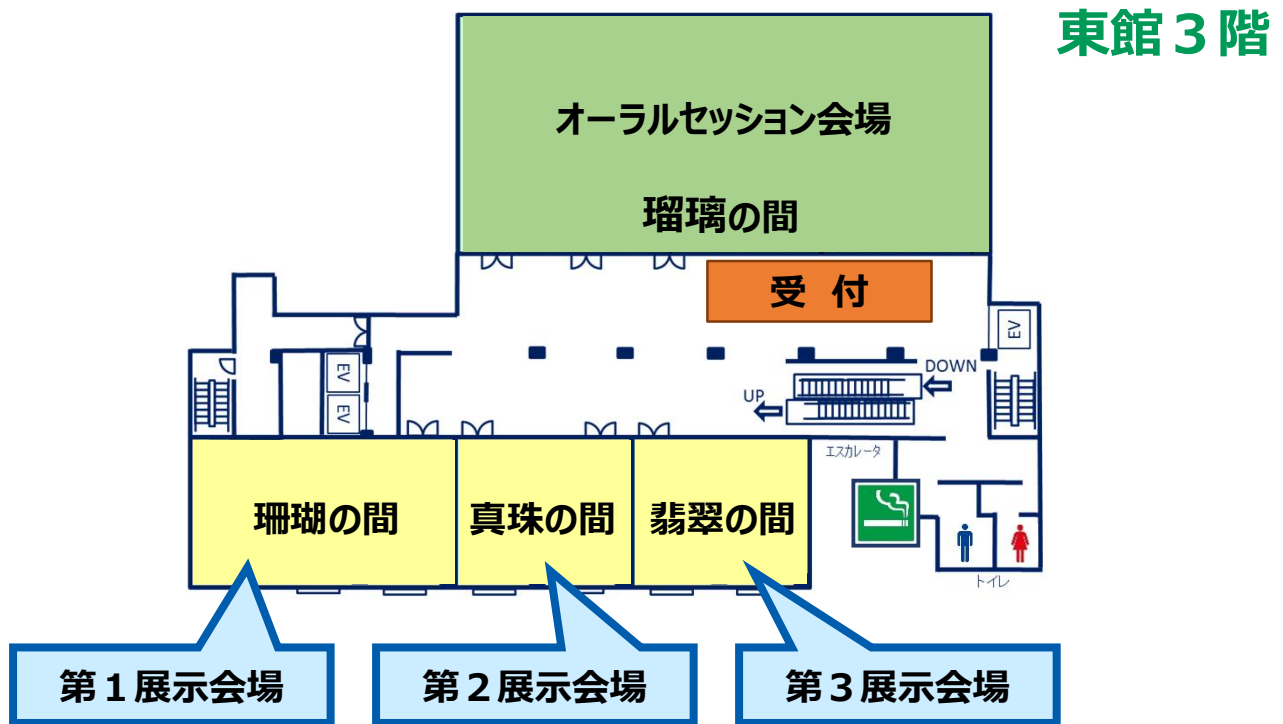 東館３階
オーラルセッション会場
瑠璃の間
受 付
EV
DOWN
UP
EV
EV
エスカレータ
珊瑚の間
真珠の間
翡翠の間
トイレ
第１展示会場
第２展示会場
第３展示会場